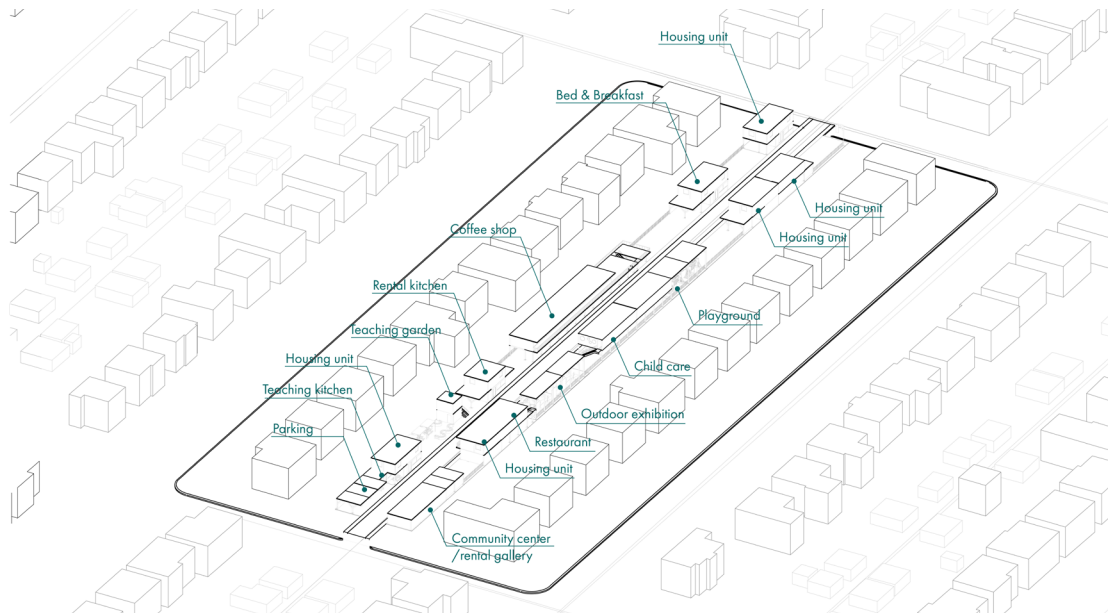 Housing unit
Bed & Breakfast
Housing unit
Coffee shop
Housing unit
Rental kitchen
Playground
Teaching garden
Housing unit
Child care
Teaching kitchen
Outdoor exhibition
Parking
Restaurant
Housing unit
Community center
/rental gallery